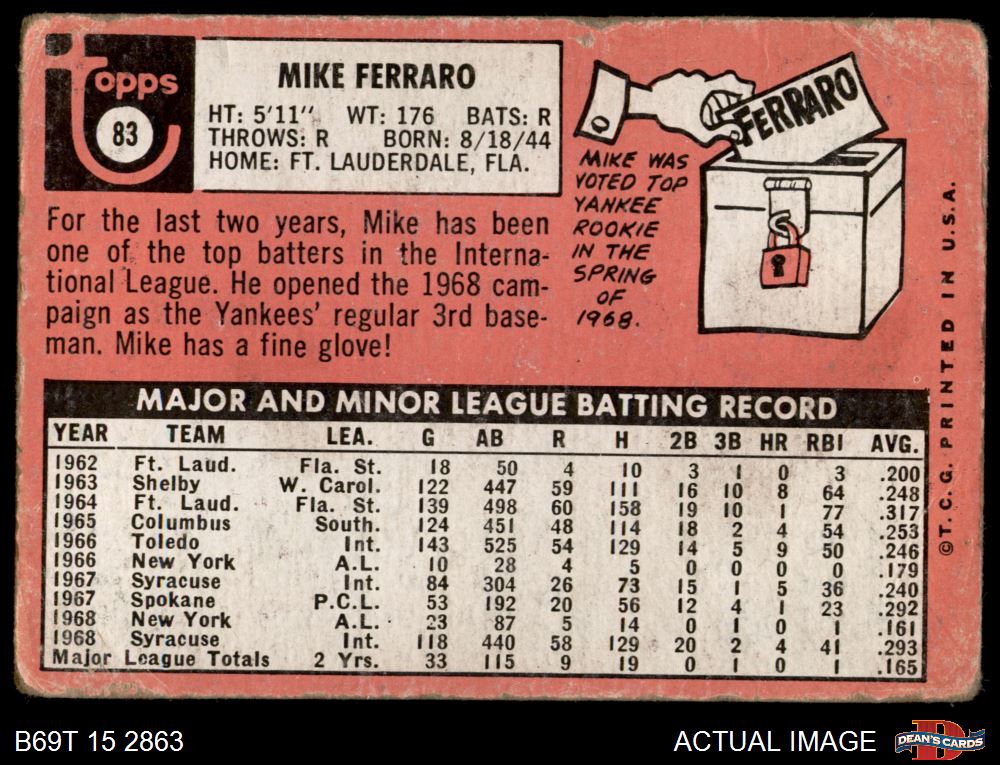 topps
83
MIKE FERRARO
HT: 5'11" WT: 176 BATS: R
THROWS: R BORN: 8/18/44
HOME: FT. LAUDERDALE, FLA.
For the last two years, Mike has been
one of the top batters in the Interna-
tional League. He opened the 1968 cam-
paign as the Yankees' regular 3rd base-
man. Mike has a fine glove!
FERRARO
MIKE WAS
VOTED TOP
YANKEE
ROOKIE
IN THE
SPRING
OF
1968.
MAJOR AND MINOR LEAGUE BATTING RECORD
YEAR TEAM LEA. G AB R H 2B 3B HR RBI AVG.
1962 Ft. Laud. Fla. St. 18 50 4 10 3 1 0 3 .200
1963 Shelby W. Carol. 122 447 59 111 16 10 8 64 .248
1964 Ft. Laud. Fla. St. 139 498 60 158 19 10 1 77 .317
1965 Columbus South. 124 451 48 114 18 2 4 54 .253
1966 Toledo Int. 143 525 54 129 14 5 9 50 .246
1966 New York A.L. 10 28 4 5 0 0 0 0 .179
1967 Syracuse Int. 84 304 26 73 15 1 5 36 .240
1967 Spokane P.C.L. 53 192 20 56 12 4 1 23 .292
1968 New York A.L. 23 87 5 14 0 1 0 1 .161
1968 Syracuse Int. 118 440 58 129 20 2 4 41 .293
Major League Totals 2 Yrs. 33 115 9 19 0 1 0 1 .165
© T. C. G. PRINTED IN U.S.A.
B69T 15 2863
ACTUAL IMAGE
DEAN'S CARDS